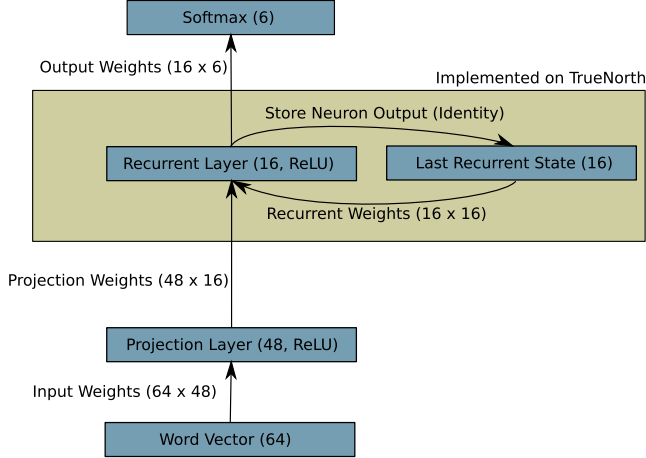 Softmax (6)
Output Weights (16 x 6)
Implemented on TrueNorth
Store Neuron Output (Identity)
Recurrent Layer (16, ReLU)
Last Recurrent State (16)
Recurrent Weights (16 x 16)
Projection Weights (48 x 16)
Projection Layer (48, ReLU)
Input Weights (64 x 48)
Word Vector (64)